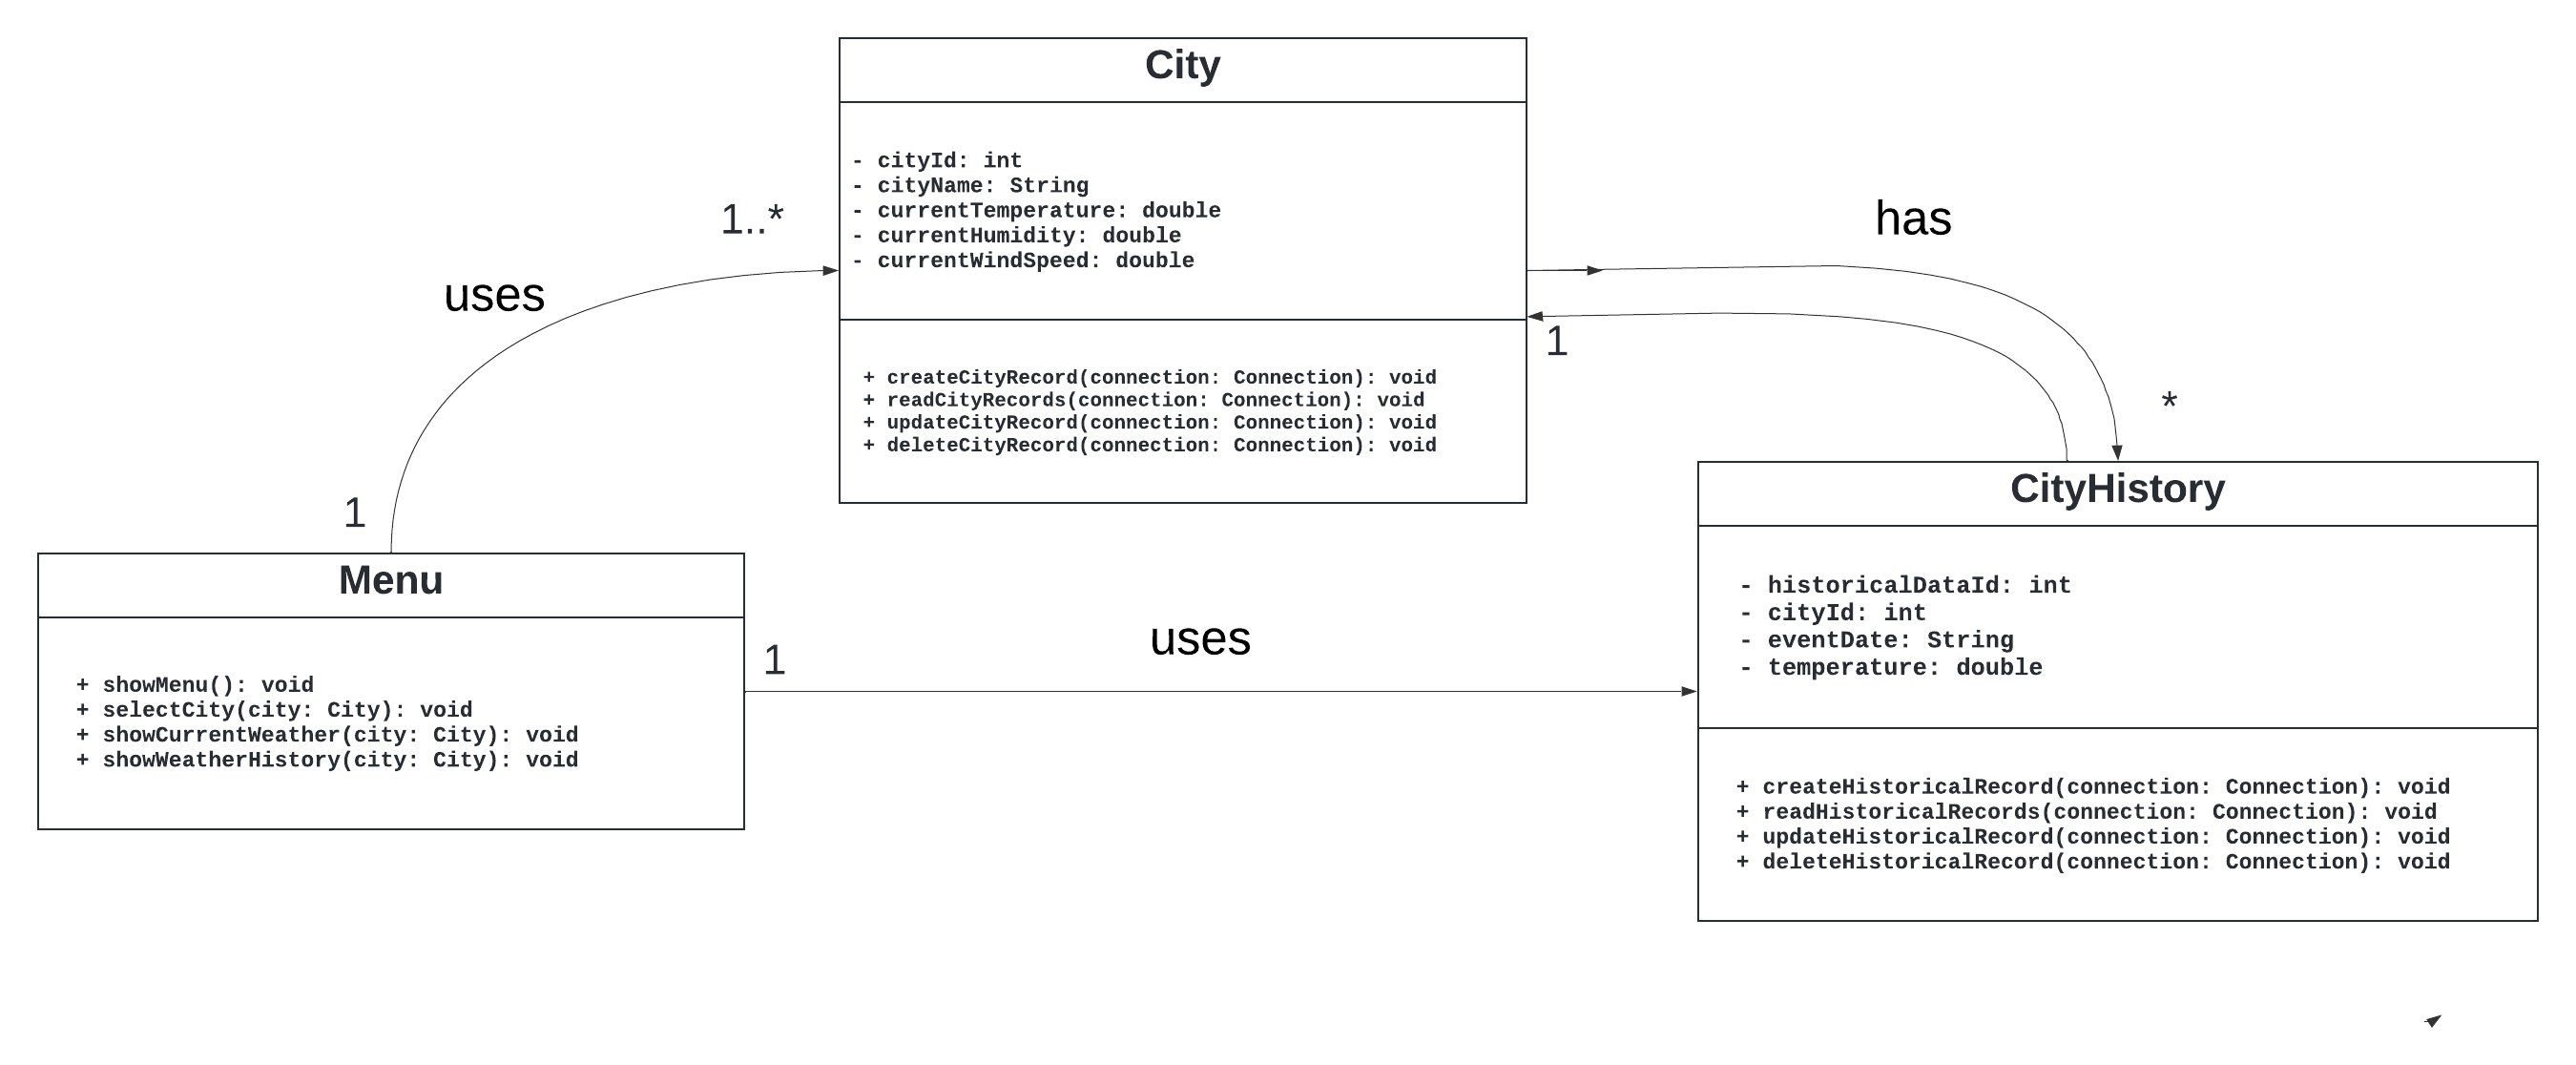 City
- cityId: int
- cityName: String
- currentTemperature: double
- currentHumidity: double
- currentWindSpeed: double
+ createCityRecord(connection: Connection): void
+ readCityRecords(connection: Connection): void
+ updateCityRecord(connection: Connection): void
+ deleteCityRecord(connection: Connection): void
1..*
uses
1
has
1
*
Menu
+ showMenu(): void
+ selectCity(city: City): void
+ showCurrentWeather(city: City): void
+ showWeatherHistory(city: City): void
1
uses
CityHistory
- historicalDataId: int
- cityId: int
- eventDate: String
- temperature: double
+ createHistoricalRecord(connection: Connection): void
+ readHistoricalRecords(connection: Connection): void
+ updateHistoricalRecord(connection: Connection): void
+ deleteHistoricalRecord(connection: Connection): void